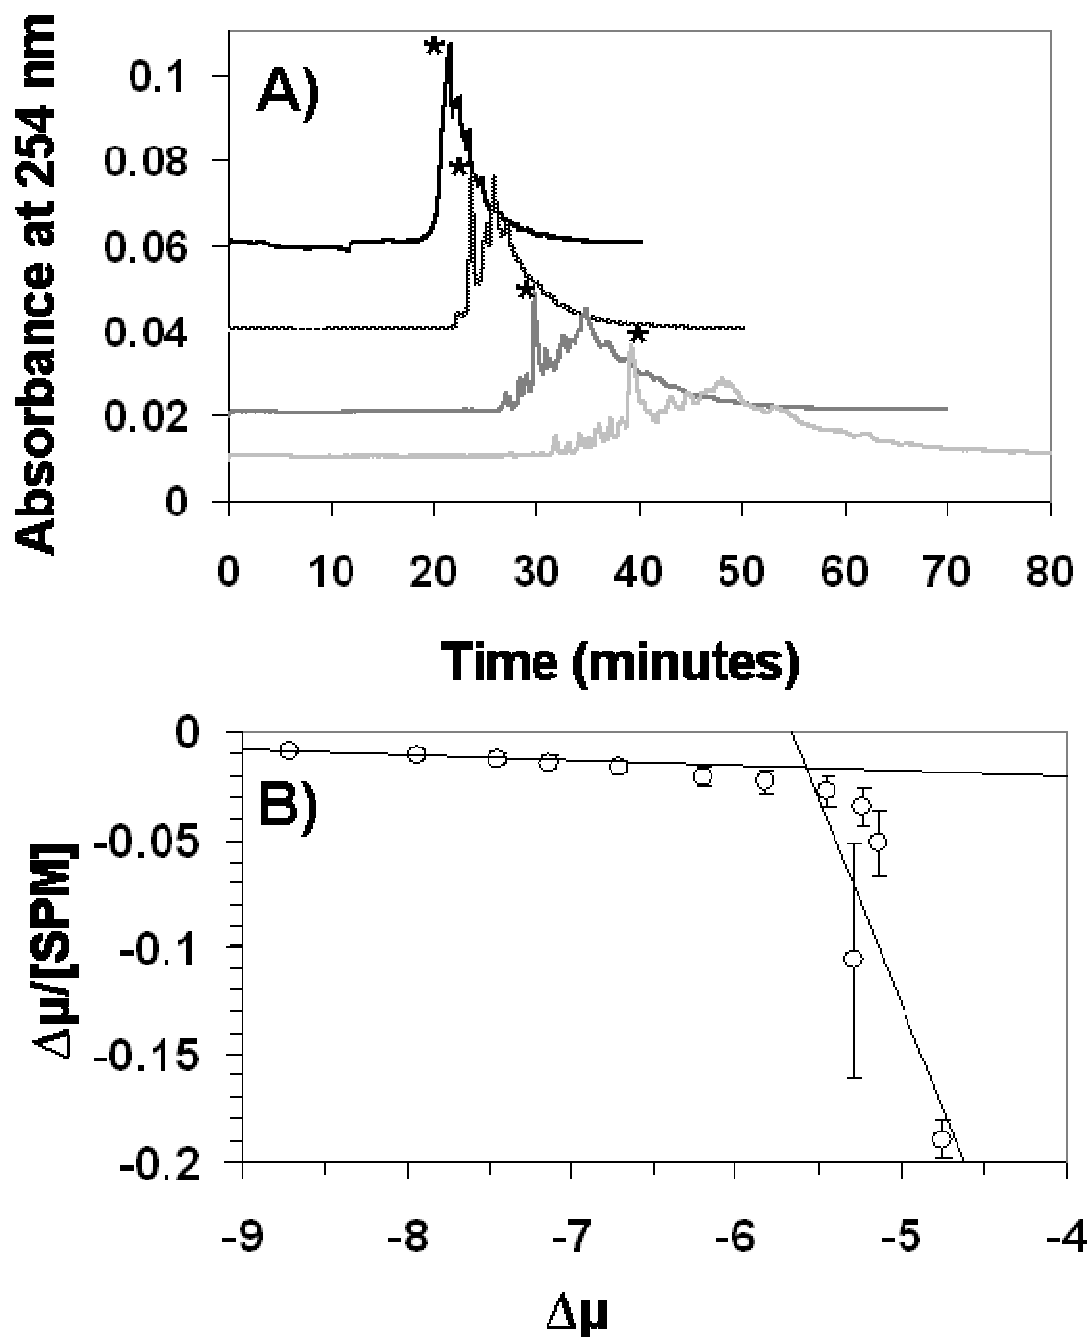 Absorbance at 254 nm
A)
0.1
0.08
0.06
0.04
0.02
0
0 10 20 30 40 50 60 70 80
Time (minutes)
B)
Δμ/[SPM]
0
-0.05
-0.1
-0.15
-0.2
-9 -8 -7 -6 -5 -4
Δμ